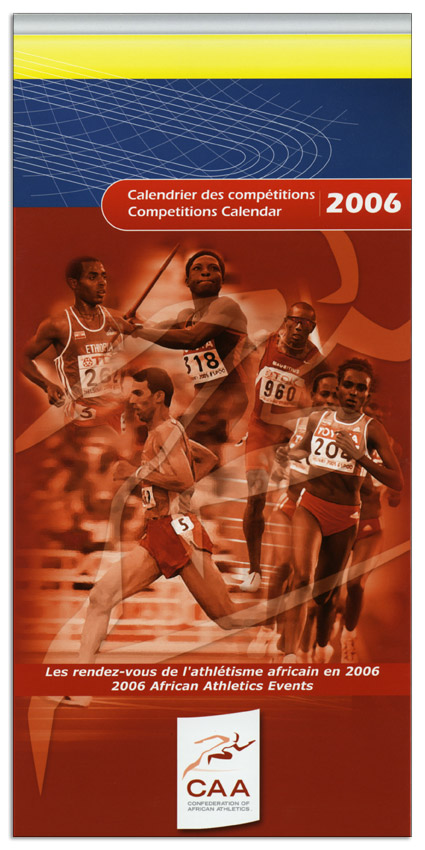 Calendrier des compétitions
Competitions Calendar
2006
ETHIOPIA
318
960
TOYOTA
204
5
Les rendez-vous de l'athlétisme africain en 2006
2006 African Athletics Events
CAA
CONFEDERATION OF
AFRICAN ATHLETICS